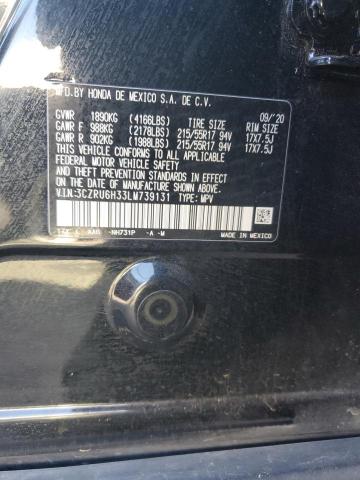 MFD.BY HONDA DE MEXICO S.A. DE C.V.
09/'20
GVWR 1890KG (4166LBS) TIRE SIZE RIM SIZE
GAWR F 988KG (2178LBS) 215/55R17 94V 17X7.5J
GAWR R 902KG (1988LBS) 215/55R17 94V 17X7.5J
THIS VEHICLE CONFORMS TO ALL APPLICABLE FEDERAL
MOTOR VEHICLE SAFETY AND THEFT PREVENTION STANDARDS
IN EFFECT ON THE DATE OF MANUFACTURE SHOWN ABOVE.
V.I.N:3CZRU6H33LM739131 TYPE: MPV
NH731P -A -M
MADE IN MEXICO